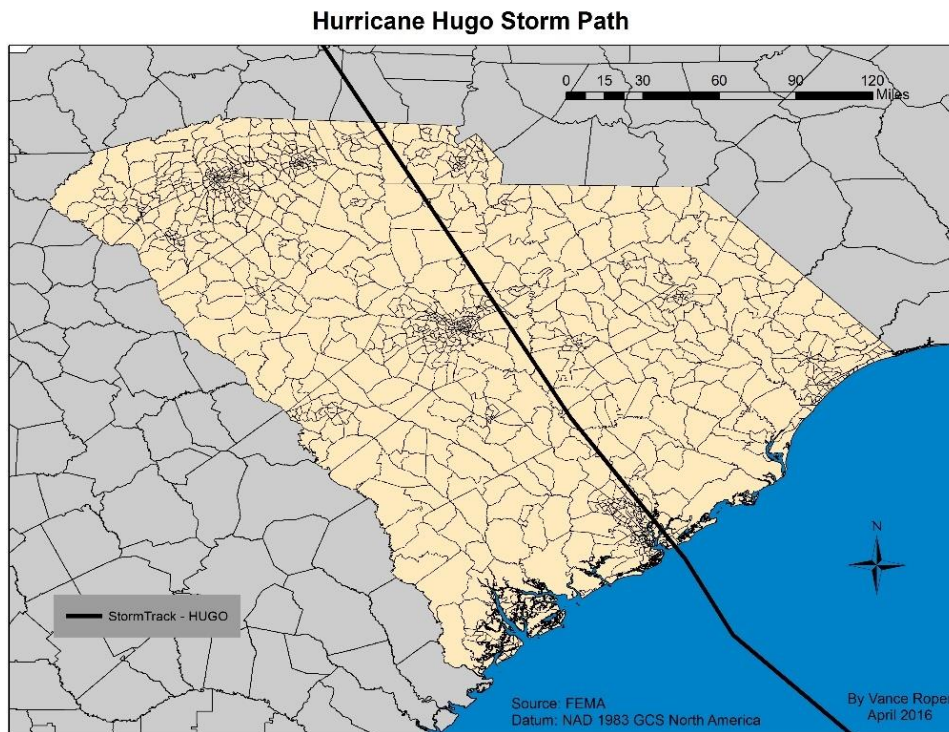 Hurricane Hugo Storm Path
0 15 30 60 90 120
Miles
N
StormTrack - HUGO
Source: FEMA
Datum: NAD 1983 GCS North America
By Vance Roper
April 2016